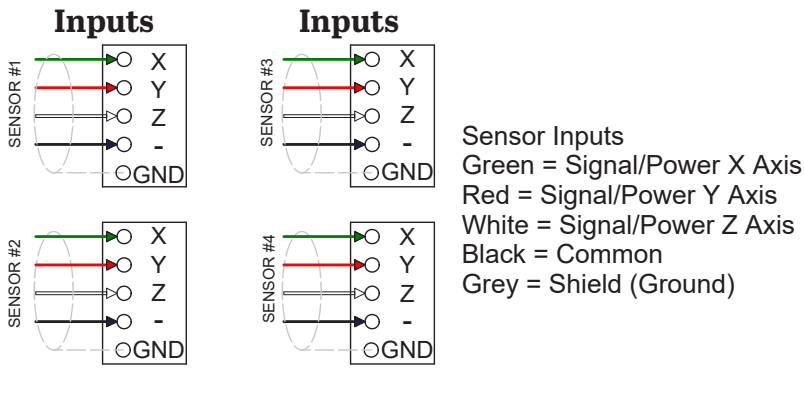 Inputs
SENSOR #1
X
Y
Z
-
GND
Inputs
SENSOR #3
X
Y
Z
-
GND
SENSOR #2
X
Y
Z
-
GND
SENSOR #4
X
Y
Z
-
GND
Sensor Inputs
Green = Signal/Power X Axis
Red = Signal/Power Y Axis
White = Signal/Power Z Axis
Black = Common
Grey = Shield (Ground)